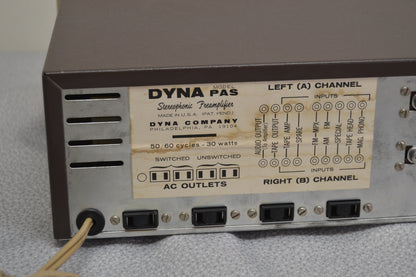 DYNA MODEL PAS
Stereophonic Preamplifier
MADE IN U.S.A. (PAT. PEND.)
DYNA COMPANY
PHILADELPHIA, PA. 19104
50/60 cycles - 30 watts
SWITCHED UNSWITCHED
AC OUTLETS
LEFT (A) CHANNEL
INPUTS
AUDIO OUTPUT
TAPE OUTPUT
TAPE AMP
SPARE
FM-MPX
AM FM
SPECIAL
TAPE HEAD
MAG. PHONO
INPUTS
RIGHT (B) CHANNEL